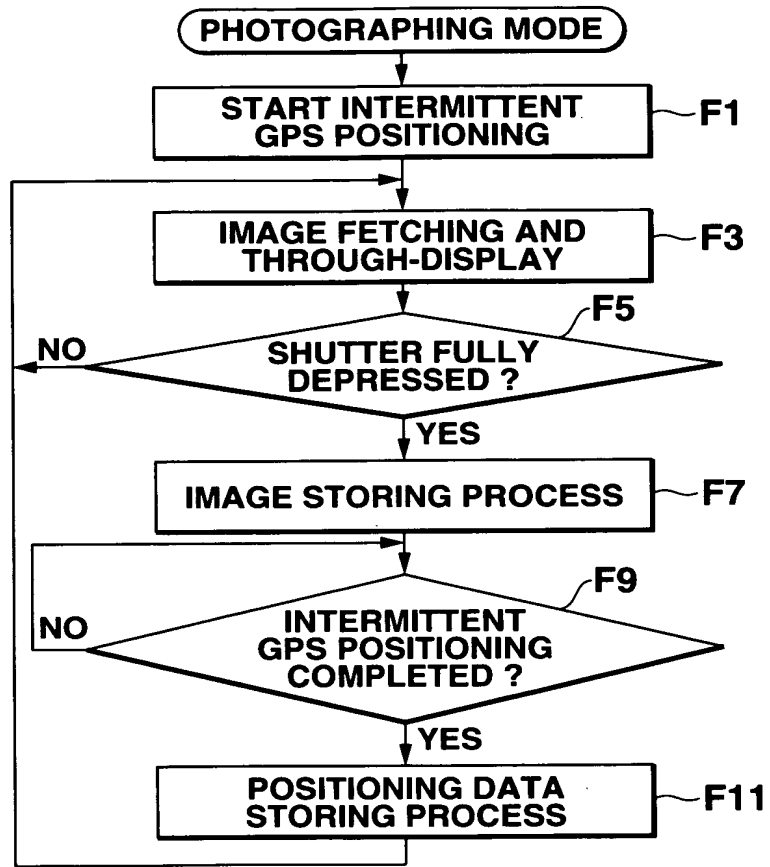 PHOTOGRAPHING MODE
START INTERMITTENT
GPS POSITIONING
F1
IMAGE FETCHING AND
THROUGH-DISPLAY
F3
F5
NO
SHUTTER FULLY
DEPRESSED ?
YES
IMAGE STORING PROCESS
F7
F9
NO
INTERMITTENT
GPS POSITIONING
COMPLETED ?
YES
POSITIONING DATA
STORING PROCESS
F11